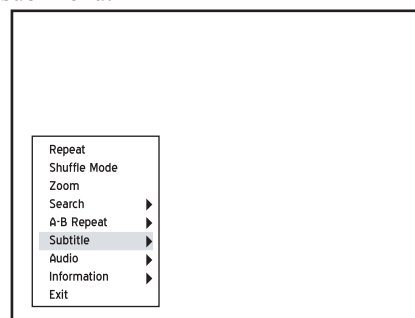 Repeat
Shuffle Mode
Zoom
Search
A-B Repeat
Subtitle
Audio
Information
Exit